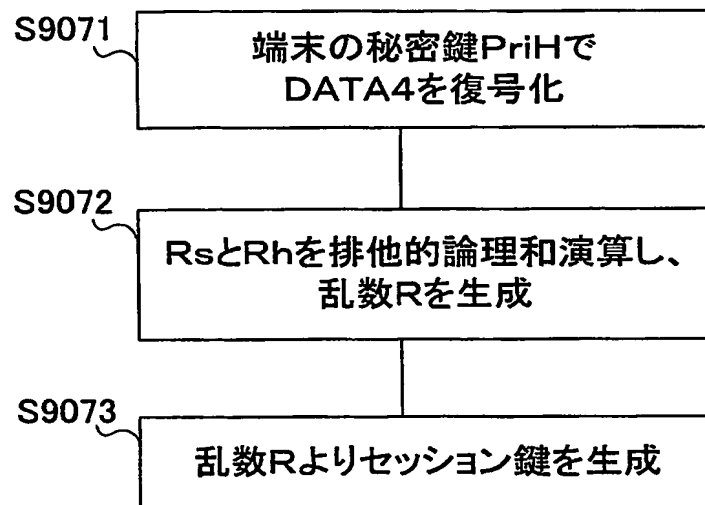 S9071
端末の秘密鍵PriHで
DATA4を復号化
S9072
RsとRhを排他的論理和演算し、
乱数Rを生成
S9073
乱数Rよりセッション鍵を生成